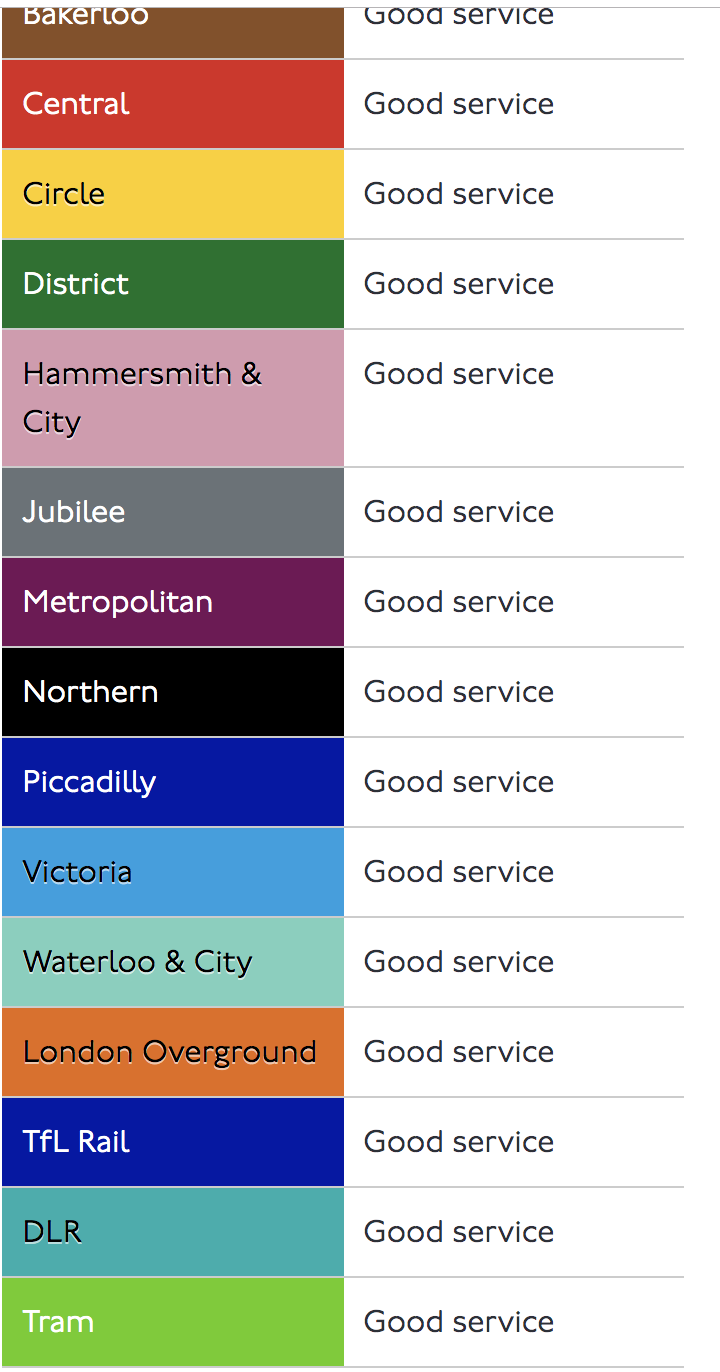 Bakerloo Good service
Central Good service
Circle Good service
District Good service
Hammersmith & Good service
City
Jubilee Good service
Metropolitan Good service
Northern Good service
Piccadilly Good service
Victoria Good service
Waterloo & City Good service
London Overground Good service
TfL Rail Good service
DLR Good service
Tram Good service